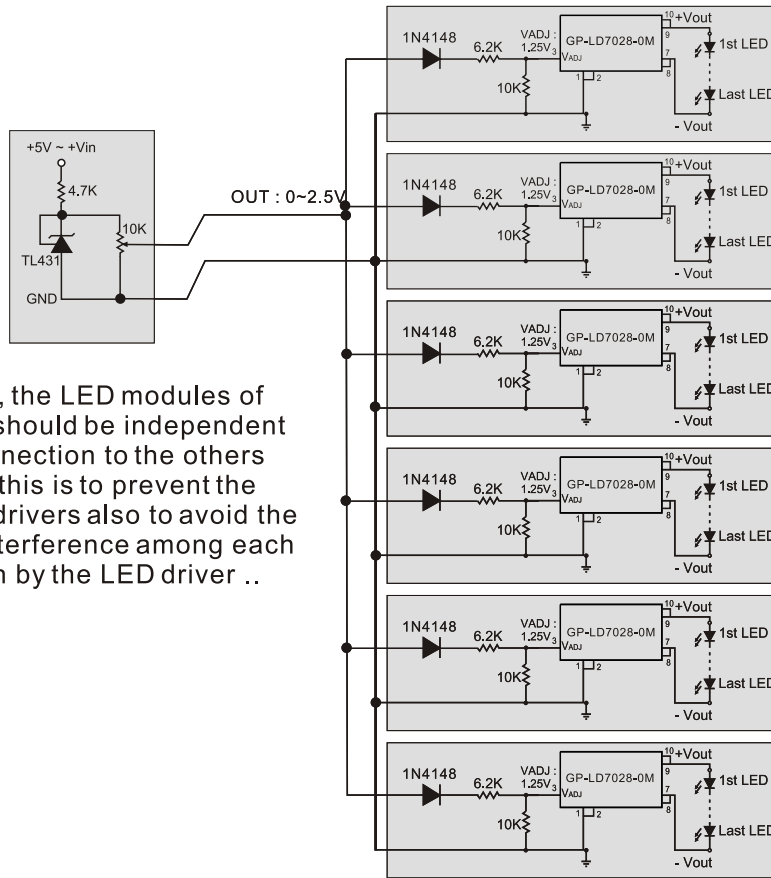 +5V ~ +Vin
4.7K
10K
TL431
GND
OUT : 0~2.5V
, the LED modules of
should be independent
nnection to the others
this is to prevent the
drivers also to avoid the
terference among each
n by the LED driver ..
1N4148
6.2K
VADJ :
1.25V
3
VADJ
GP-LD7028-0M
10
+Vout
9
1st LED
7
8
10K
1
2
Last LED
- Vout
1N4148
6.2K
VADJ :
1.25V
3
VADJ
GP-LD7028-0M
10
+Vout
9
1st LED
7
8
10K
1
2
Last LED
- Vout
1N4148
6.2K
VADJ :
1.25V
3
VADJ
GP-LD7028-0M
10
+Vout
9
1st LED
7
8
10K
1
2
Last LED
- Vout
1N4148
6.2K
VADJ :
1.25V
3
VADJ
GP-LD7028-0M
10
+Vout
9
1st LED
7
8
10K
1
2
Last LED
- Vout
1N4148
6.2K
VADJ :
1.25V
3
VADJ
GP-LD7028-0M
10
+Vout
9
1st LED
7
8
10K
1
2
Last LED
- Vout
1N4148
6.2K
VADJ :
1.25V
3
VADJ
GP-LD7028-0M
10
+Vout
9
1st LED
7
8
10K
1
2
Last LED
- Vout